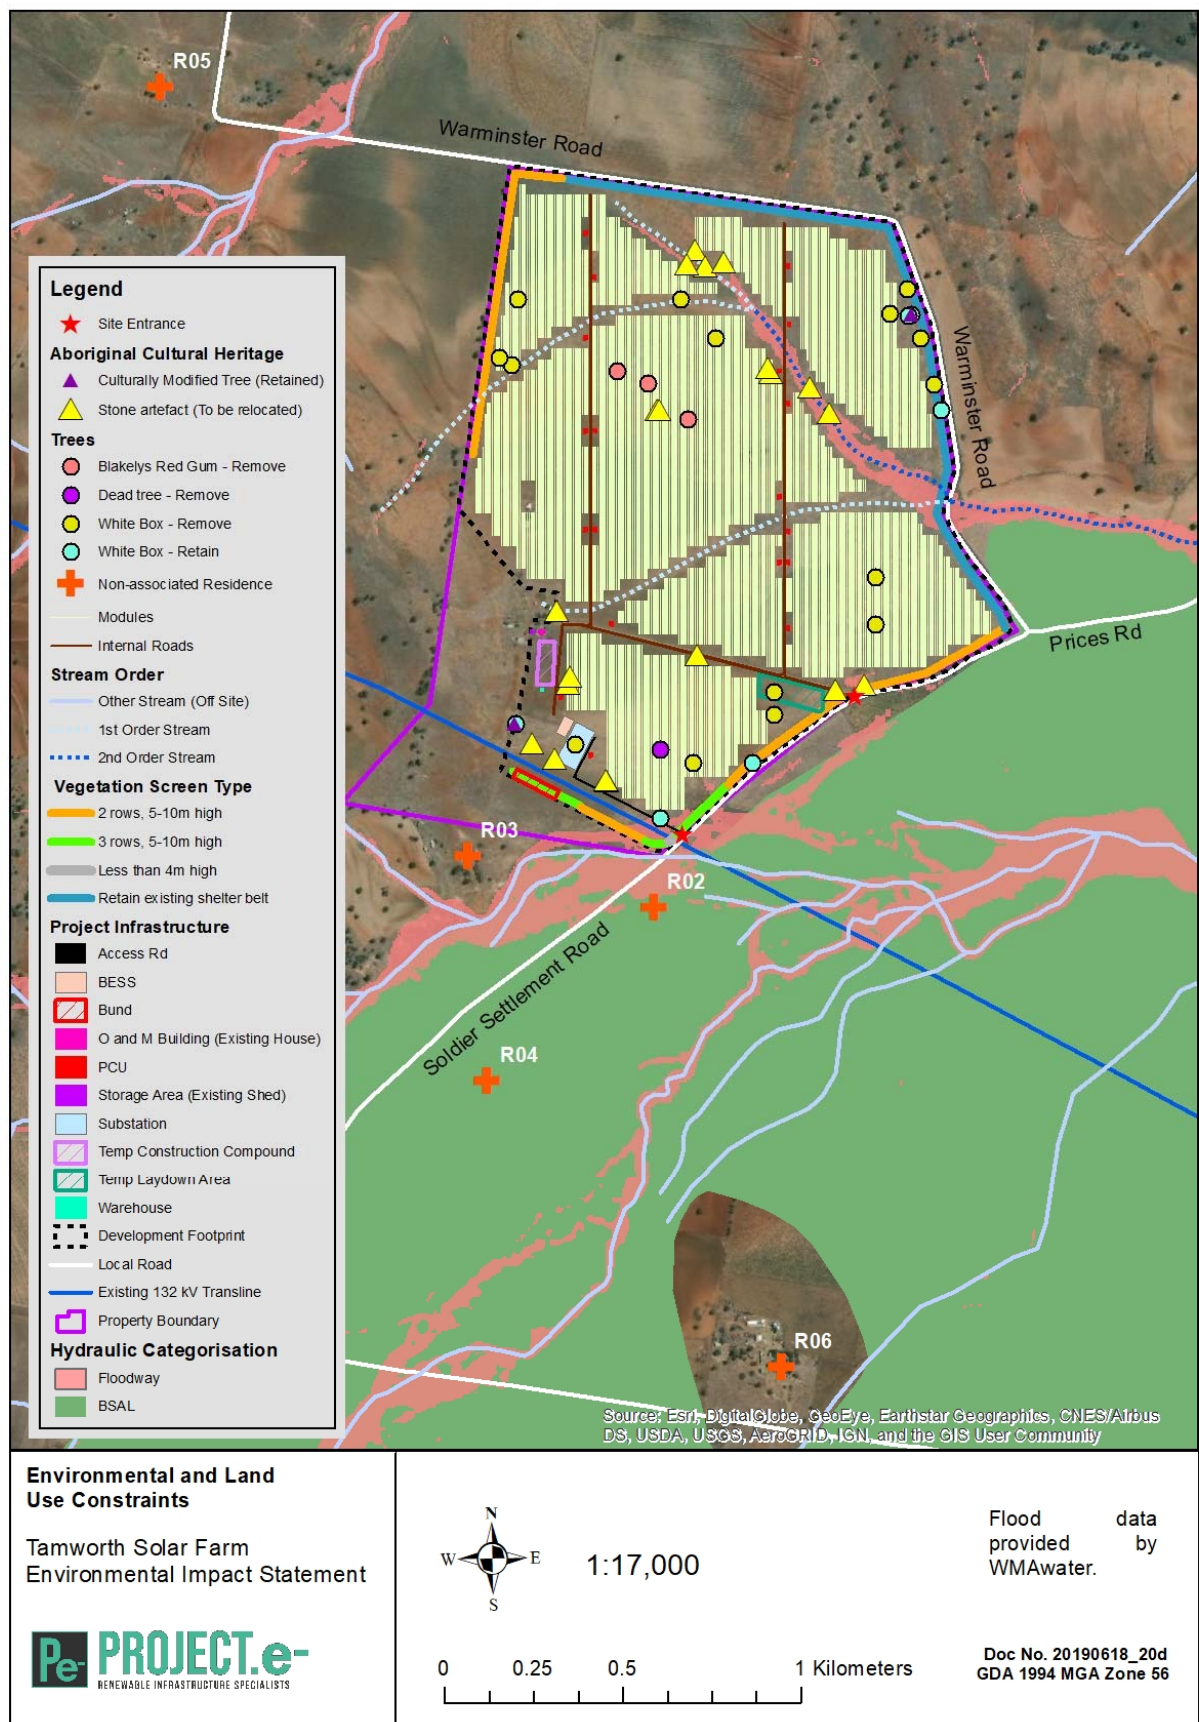 R05
Warminster Road
Warminster Road
Prices Rd
R03
R02
Soldier Settlement Road
R04
R06
Legend
Site Entrance
Aboriginal Cultural Heritage
Culturally Modified Tree (Retained)
Stone artefact (To be relocated)
Trees
Blakelys Red Gum - Remove
Dead tree - Remove
White Box - Remove
White Box - Retain
Non-associated Residence
Modules
Internal Roads
Stream Order
Other Stream (Off Site)
1st Order Stream
2nd Order Stream
Vegetation Screen Type
2 rows, 5-10m high
3 rows, 5-10m high
Less than 4m high
Retain existing shelter belt
Project Infrastructure
Access Rd
BESS
Bund
O and M Building (Existing House)
PCU
Storage Area (Existing Shed)
Substation
Temp Construction Compound
Temp Laydown Area
Warehouse
Development Footprint
Local Road
Existing 132 kV Transline
Property Boundary
Hydraulic Categorisation
Floodway
BSAL
Source: Esri, DigitalGlobe, GeoEye, Earthstar Geographics, CNES/Airbus
DS, USDA, USGS, AeroGRID, IGN, and the GIS User Community
Environmental and Land
Use Constraints
Tamworth Solar Farm
Environmental Impact Statement
Pe- PROJECT.e-
RENEWABLE INFRASTRUCTURE SPECIALISTS
N
W E
S
1:17,000
0 0.25 0.5 1 Kilometers
Flood data
provided by
WMAwater.
Doc No. 20190618_20d
GDA 1994 MGA Zone 56